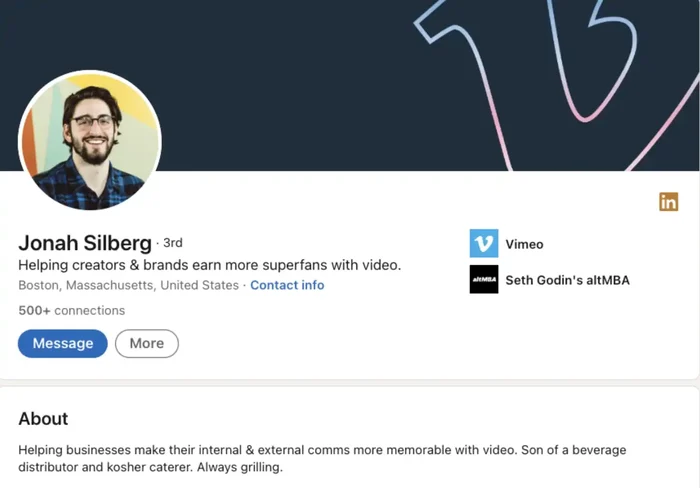 Jonah Silberg · 3rd
Helping creators & brands earn more superfans with video.
Boston, Massachusetts, United States · Contact info
500+ connections
Message
More
in
Vimeo
altMBA
Seth Godin's altMBA
About
Helping businesses make their internal & external comms more memorable with video. Son of a beverage
distributor and kosher caterer. Always grilling.